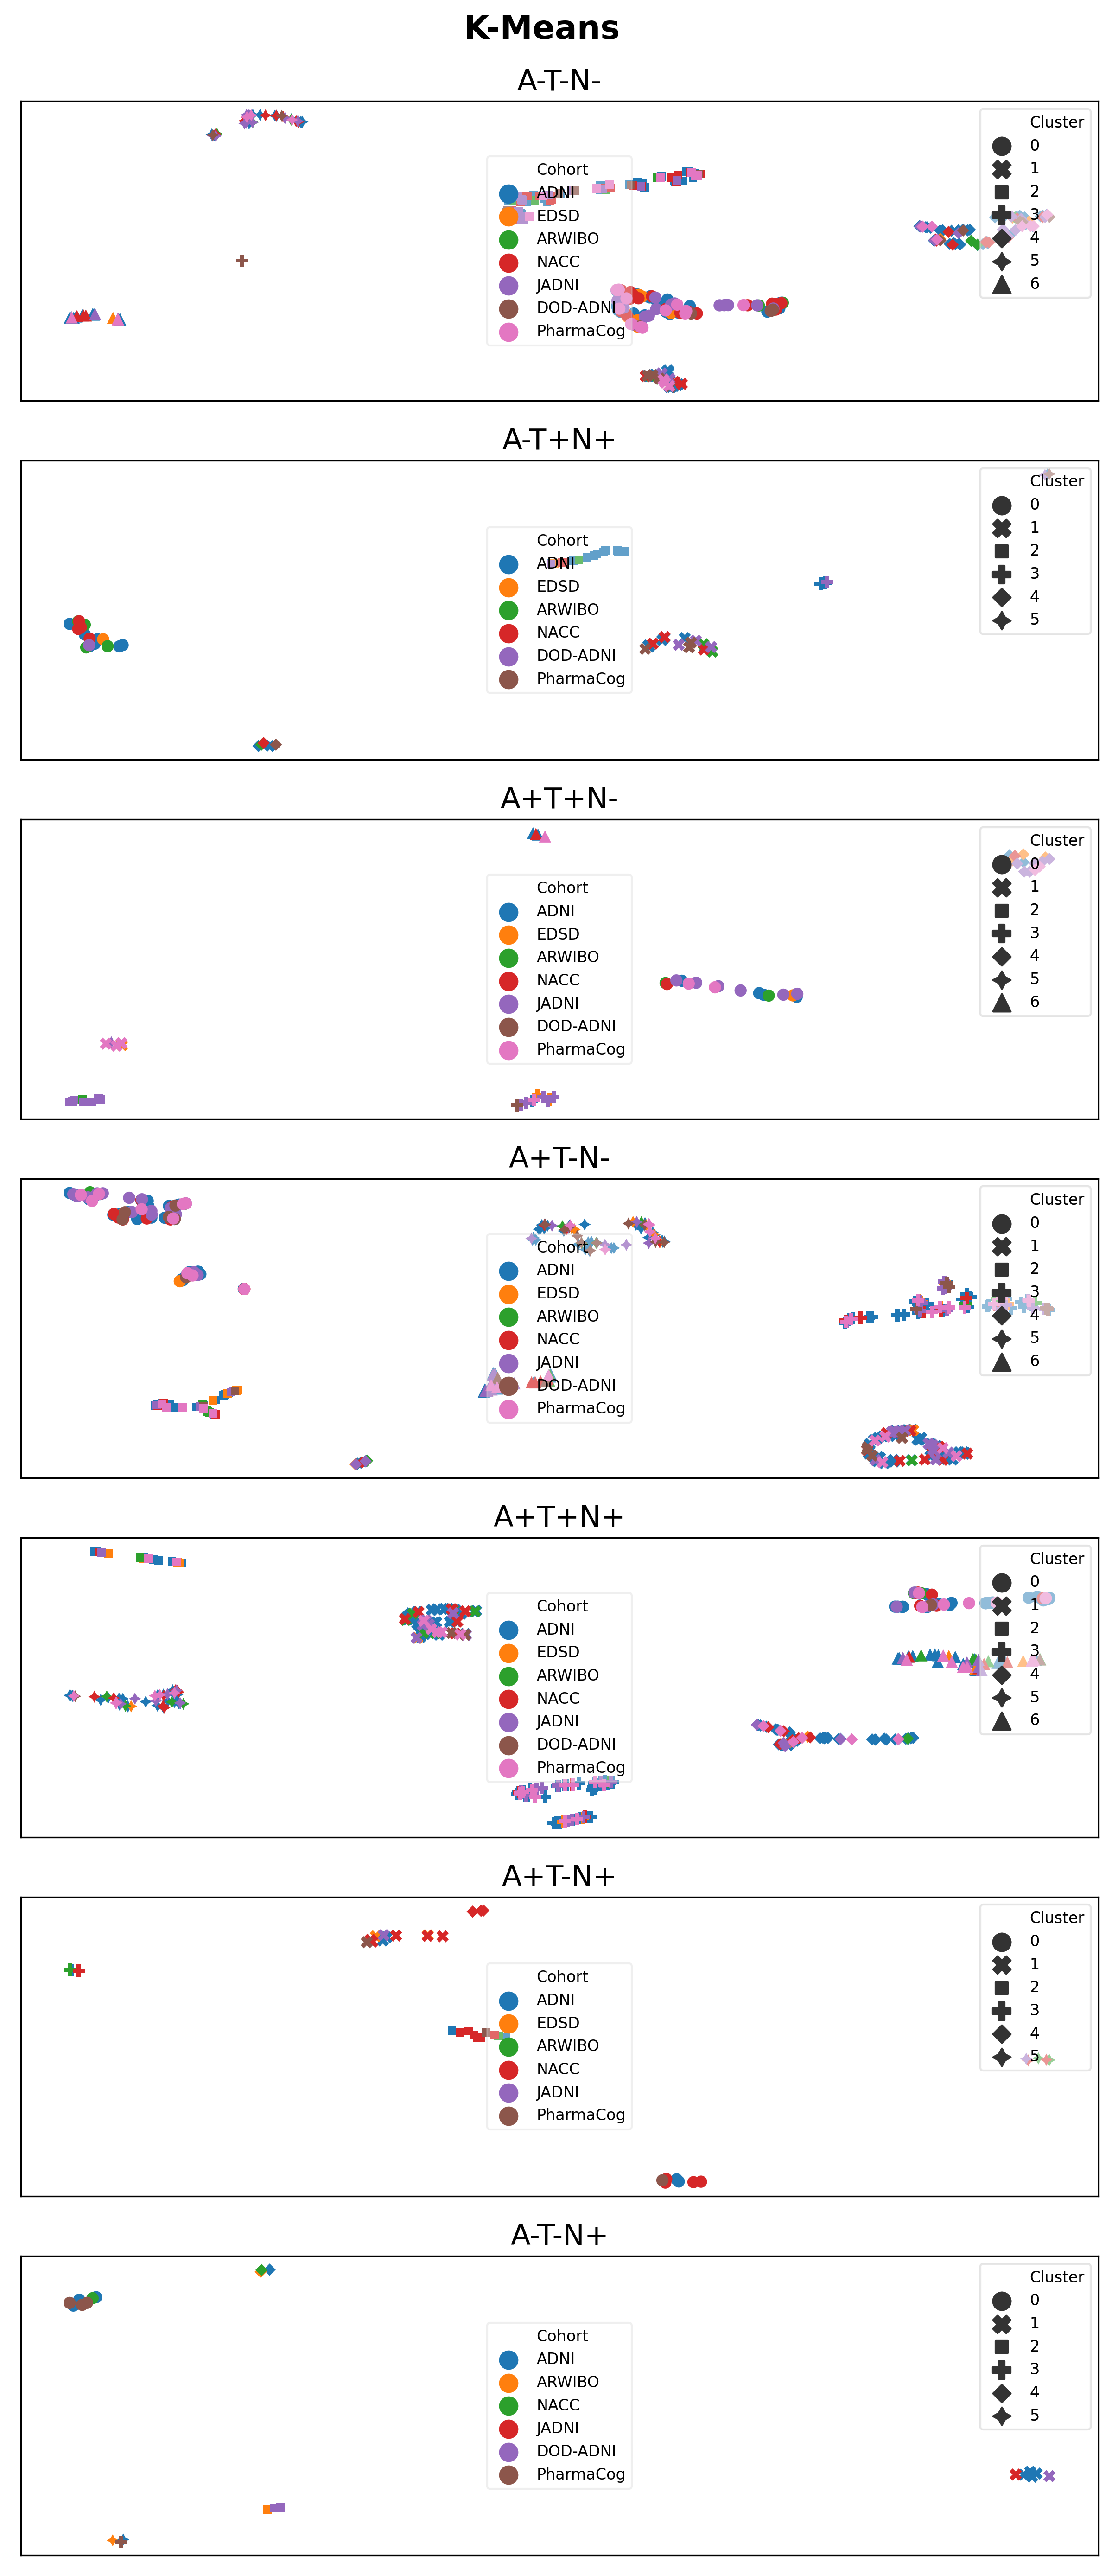 K-Means
A-T-N-
Cohort
ADNI
EDSD
ARWIBO
NACC
JADNI
DOD-ADNI
PharmaCog
Cluster
0
1
2
3
4
5
6
A-T+N+
Cohort
ADNI
EDSD
ARWIBO
NACC
DOD-ADNI
PharmaCog
Cluster
0
1
2
3
4
5
A+T+N-
Cohort
ADNI
EDSD
ARWIBO
NACC
JADNI
DOD-ADNI
PharmaCog
Cluster
0
1
2
3
4
5
6
A+T-N-
Cohort
ADNI
EDSD
ARWIBO
NACC
JADNI
DOD-ADNI
PharmaCog
Cluster
0
1
2
3
4
5
6
A+T+N+
Cohort
ADNI
EDSD
ARWIBO
NACC
JADNI
DOD-ADNI
PharmaCog
Cluster
0
1
2
3
4
5
6
A+T-N+
Cohort
ADNI
EDSD
ARWIBO
NACC
JADNI
PharmaCog
Cluster
0
1
2
3
4
5
A-T-N+
Cohort
ADNI
ARWIBO
NACC
JADNI
DOD-ADNI
PharmaCog
Cluster
0
1
2
3
4
5